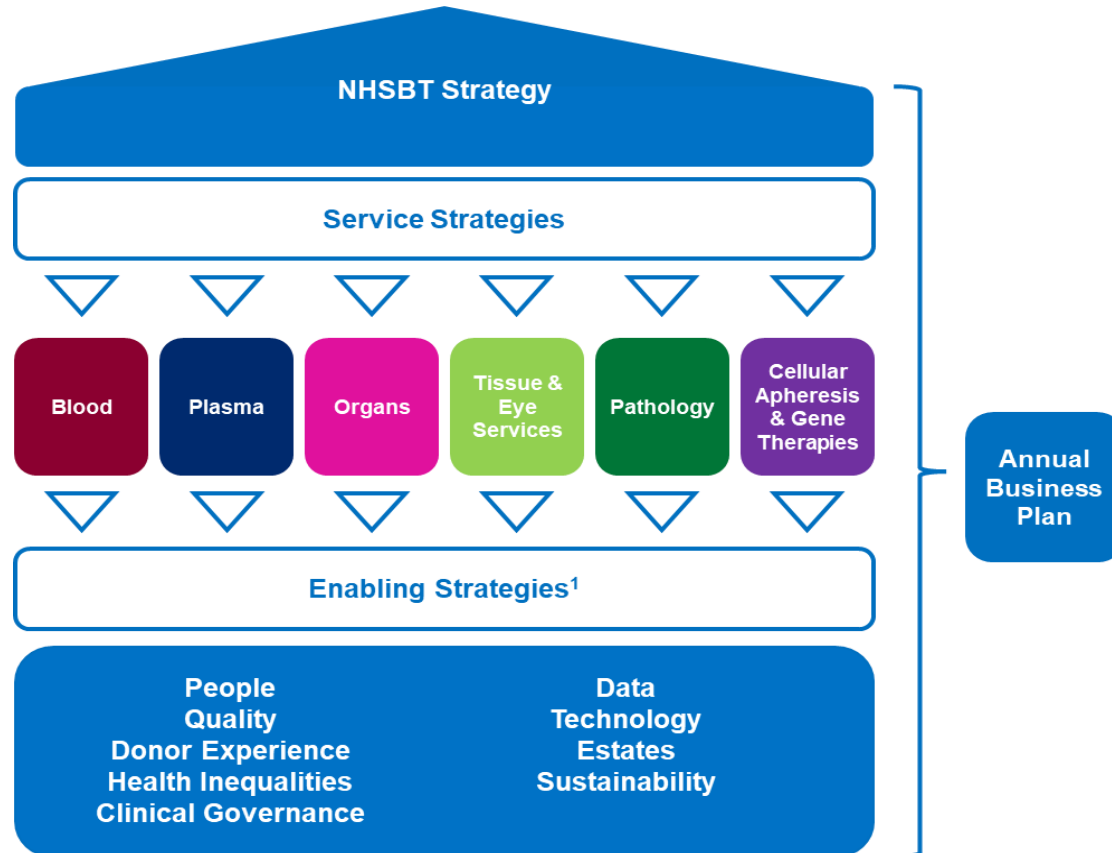 NHSBT Strategy
Service Strategies
Blood
Plasma
Organs
Tissue &
Eye
Services
Pathology
Cellular
Apheresis
& Gene
Therapies
Annual
Business
Plan
Enabling Strategies¹
People
Quality
Donor Experience
Health Inequalities
Clinical Governance
Data
Technology
Estates
Sustainability